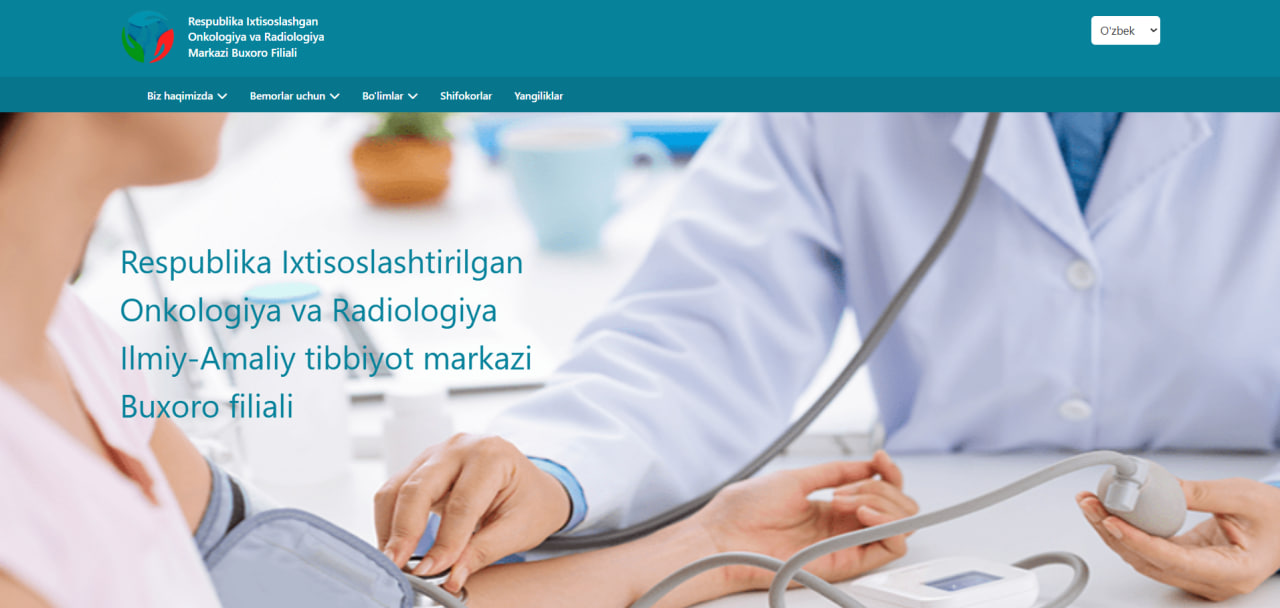 Respublika Ixtisoslashgan
Onkologiya va Radiologiya
Markazi Buxoro Filiali
O'zbek
Biz haqimizda
Bemorlar uchun
Bo'limlar
Shifokorlar
Yangiliklar
Respublika Ixtisoslashtirilgan
Onkologiya va Radiologiya
Ilmiy-Amaliy tibbiyot markazi
Buxoro filiali